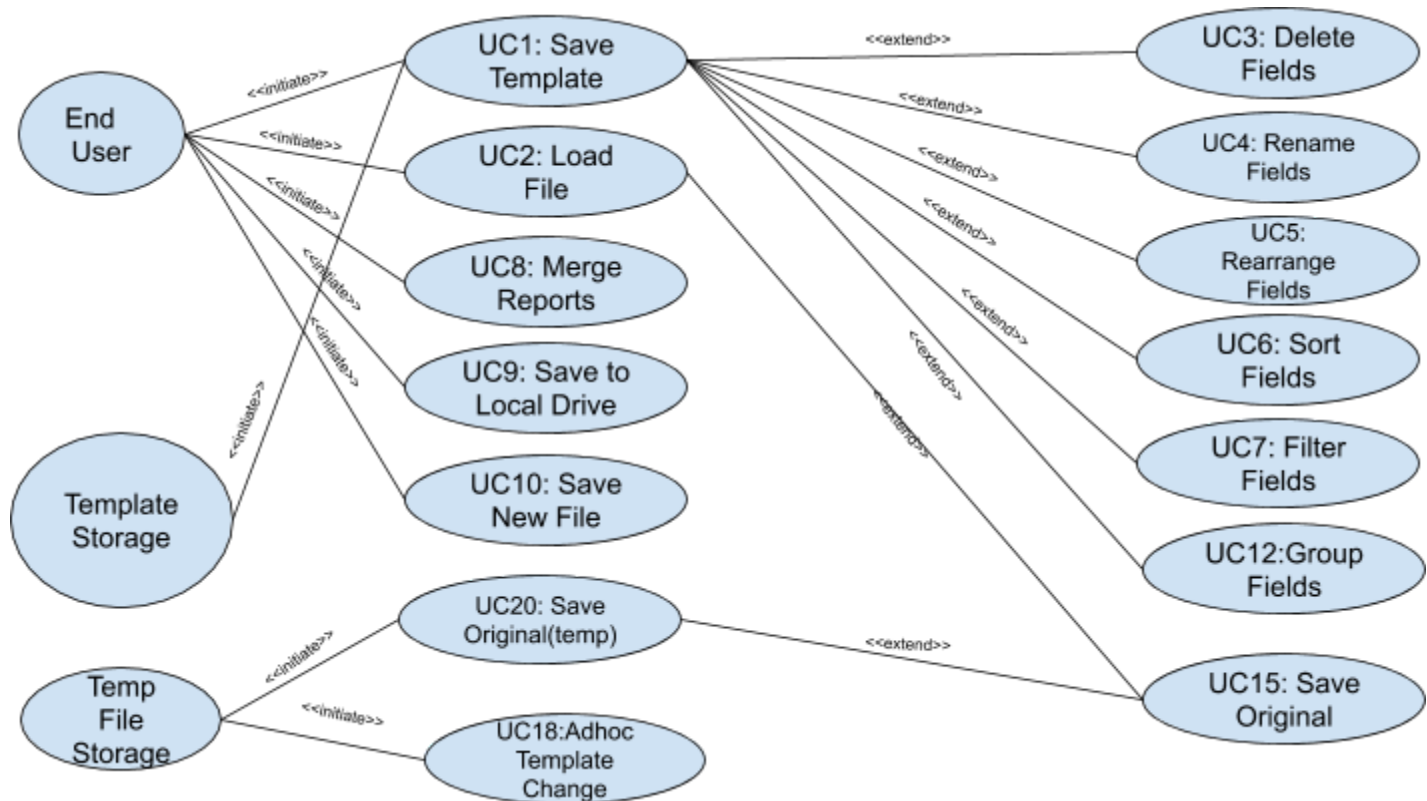 End
User
Template
Storage
Temp
File
Storage
<<initiate>>
<<initiate>>
<<initiate>>
<<initiate>>
<<initiate>>
<<initiate>>
<<initiate>>
<<initiate>>
UC1: Save
Template
UC2: Load
File
UC8: Merge
Reports
UC9: Save to
Local Drive
UC10: Save
New File
UC20: Save
Original(temp)
UC18:Adhoc
Template
Change
<<extend>>
<<extend>>
<<extend>>
<<extend>>
<<extend>>
<<extend>>
<<extend>>
<<extend>>
UC3: Delete
Fields
UC4: Rename
Fields
UC5:
Rearrange
Fields
UC6: Sort
Fields
UC7: Filter
Fields
UC12:Group
Fields
UC15: Save
Original